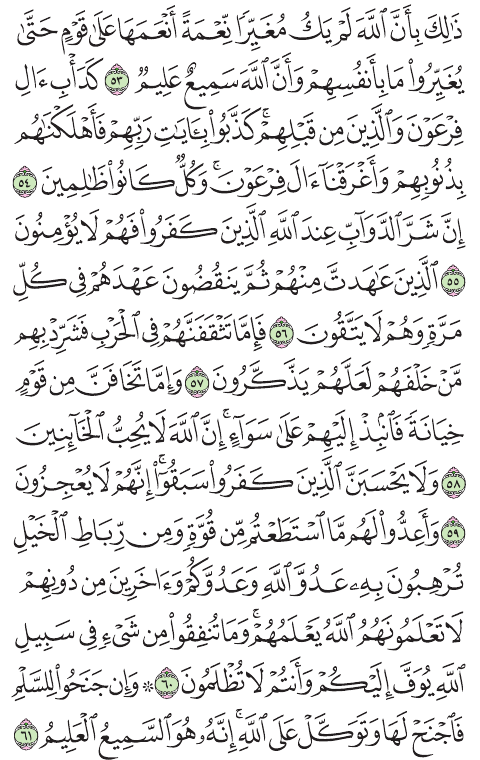 ذَٰلِكَ بِأَنَّ ٱللَّهَ لَمْ يَكُ مُغَيِّرًا نِّعْمَةً أَنْعَمَهَا عَلَىٰ قَوْمٍ حَتَّىٰ
يُغَيِّرُوا۟ مَا بِأَنفُسِهِمْ وَأَنَّ ٱللَّهَ سَمِيعٌ عَلِيمٌ ٥٣ كَدَأْبِ ءَالِ
فِرْعَوْنَ وَٱلَّذِينَ مِن قَبْلِهِمْ ۚ كَذَّبُوا۟ بِـَٔايَـٰتِ رَبِّهِمْ فَأَهْلَكْنَـٰهُم
بِذُنُوبِهِمْ وَأَغْرَقْنَآ ءَالَ فِرْعَوْنَ ۚ وَكُلٌّ كَانُوا۟ ظَـٰلِمِينَ ٥٤
إِنَّ شَرَّ ٱلدَّوَآبِّ عِندَ ٱللَّهِ ٱلَّذِينَ كَفَرُوا۟ فَهُمْ لَا يُؤْمِنُونَ
٥٥ ٱلَّذِينَ عَـٰهَدتَّ مِنْهُمْ ثُمَّ يَنقُضُونَ عَهْدَهُمْ فِى كُلِّ
مَرَّةٍ وَهُمْ لَا يَتَّقُونَ ٥٦ فَإِمَّا تَثْقَفَنَّهُمْ فِى ٱلْحَرْبِ فَشَرِّدْ بِهِم
مَّنْ خَلْفَهُمْ لَعَلَّهُمْ يَذَّكَّرُونَ ٥٧ وَإِمَّا تَخَافَنَّ مِن قَوْمٍ
خِيَانَةً فَٱنۢبِذْ إِلَيْهِمْ عَلَىٰ سَوَآءٍ ۚ إِنَّ ٱللَّهَ لَا يُحِبُّ ٱلْخَآئِنِينَ
٥٨ وَلَا يَحْسَبَنَّ ٱلَّذِينَ كَفَرُوا۟ سَبَقُوٓا۟ ۚ إِنَّهُمْ لَا يُعْجِزُونَ
٥٩ وَأَعِدُّوا۟ لَهُم مَّا ٱسْتَطَعْتُم مِّن قُوَّةٍ وَمِن رِّبَاطِ ٱلْخَيْلِ
تُرْهِبُونَ بِهِۦ عَدُوَّ ٱللَّهِ وَعَدُوَّكُمْ وَءَاخَرِينَ مِن دُونِهِمْ
لَا تَعْلَمُونَهُمُ ٱللَّهُ يَعْلَمُهُمْ ۚ وَمَا تُنفِقُوا۟ مِن شَىْءٍ فِى سَبِيلِ
ٱللَّهِ يُوَفَّ إِلَيْكُمْ وَأَنتُمْ لَا تُظْلَمُونَ ٦٠ ۞ وَإِن جَنَحُوا۟ لِلسَّلْمِ
فَٱجْنَحْ لَهَا وَتَوَكَّلْ عَلَى ٱللَّهِ ۚ إِنَّهُۥ هُوَ ٱلسَّمِيعُ ٱلْعَلِيمُ ٦١